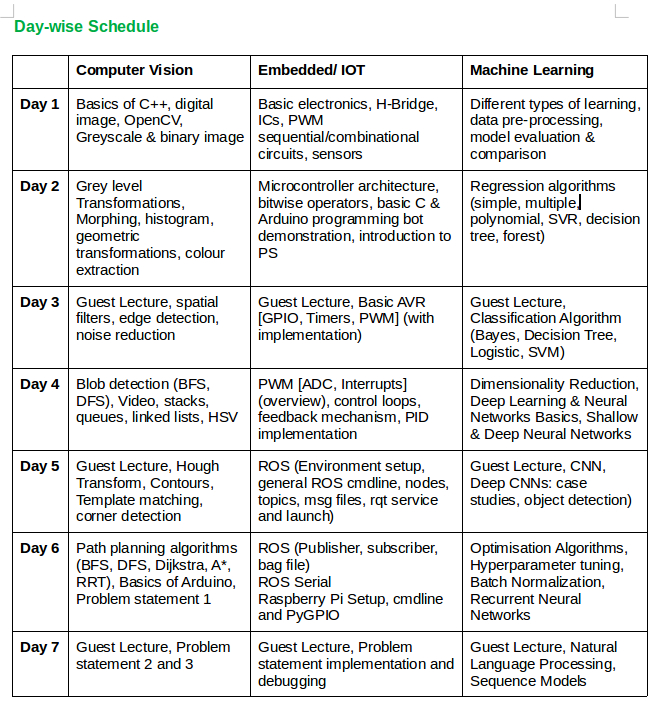 Day-wise Schedule
Computer Vision
Embedded/ IOT
Machine Learning
Day 1
Basics of C++, digital
image, OpenCV,
Greyscale & binary image
Basic electronics, H-Bridge,
ICs, PWM
sequential/combinational
circuits, sensors
Different types of learning,
data pre-processing,
model evaluation &
comparison
Day 2
Grey level
Transformations,
Morphing, histogram,
geometric
transformations, colour
extraction
Microcontroller architecture,
bitwise operators, basic C &
Arduino programming bot
demonstration, introduction to
PS
Regression algorithms
(simple, multiple,
polynomial, SVR, decision
tree, forest)
Day 3
Guest Lecture, spatial
filters, edge detection,
noise reduction
Guest Lecture, Basic AVR
[GPIO, Timers, PWM] (with
implementation)
Guest Lecture,
Classification Algorithm
(Bayes, Decision Tree,
Logistic, SVM)
Day 4
Blob detection (BFS,
DFS), Video, stacks,
queues, linked lists, HSV
PWM [ADC, Interrupts]
(overview), control loops,
feedback mechanism, PID
implementation
Dimensionality Reduction,
Deep Learning & Neural
Networks Basics, Shallow
& Deep Neural Networks
Day 5
Guest Lecture, Hough
Transform, Contours,
Template matching,
corner detection
ROS (Environment setup,
general ROS cmdline, nodes,
topics, msg files, rqt service
and launch)
Guest Lecture, CNN,
Deep CNNs: case
studies, object detection)
Day 6
Path planning algorithms
(BFS, DFS, Dijkstra, A*,
RRT), Basics of Arduino,
Problem statement 1
ROS (Publisher, subscriber,
bag file)
ROS Serial
Raspberry Pi Setup, cmdline
and PyGPIO
Optimisation Algorithms,
Hyperparameter tuning,
Batch Normalization,
Recurrent Neural
Networks
Day 7
Guest Lecture, Problem
statement 2 and 3
Guest Lecture, Problem
statement implementation and
debugging
Guest Lecture, Natural
Language Processing,
Sequence Models